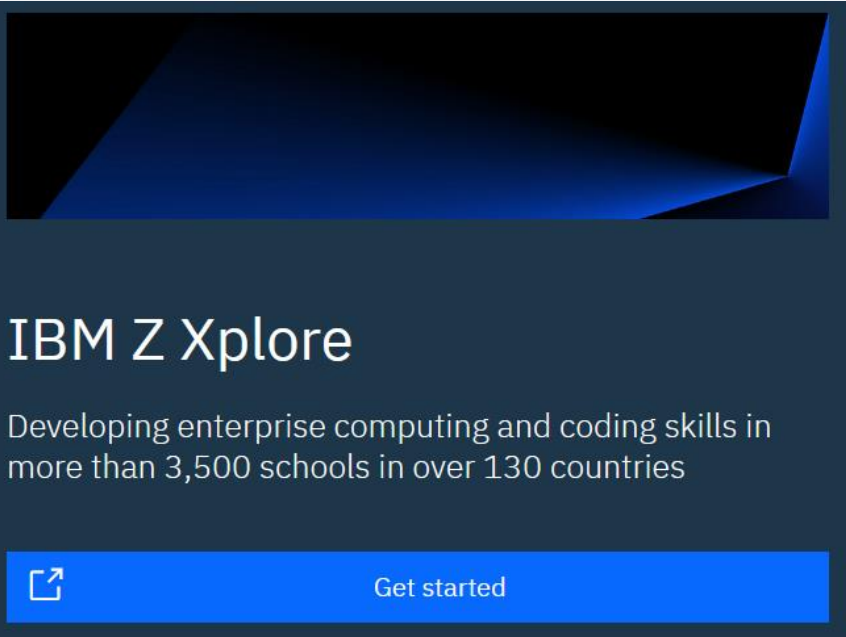 IBM Z Xplore
Developing enterprise computing and coding skills in
more than 3,500 schools in over 130 countries
Get started